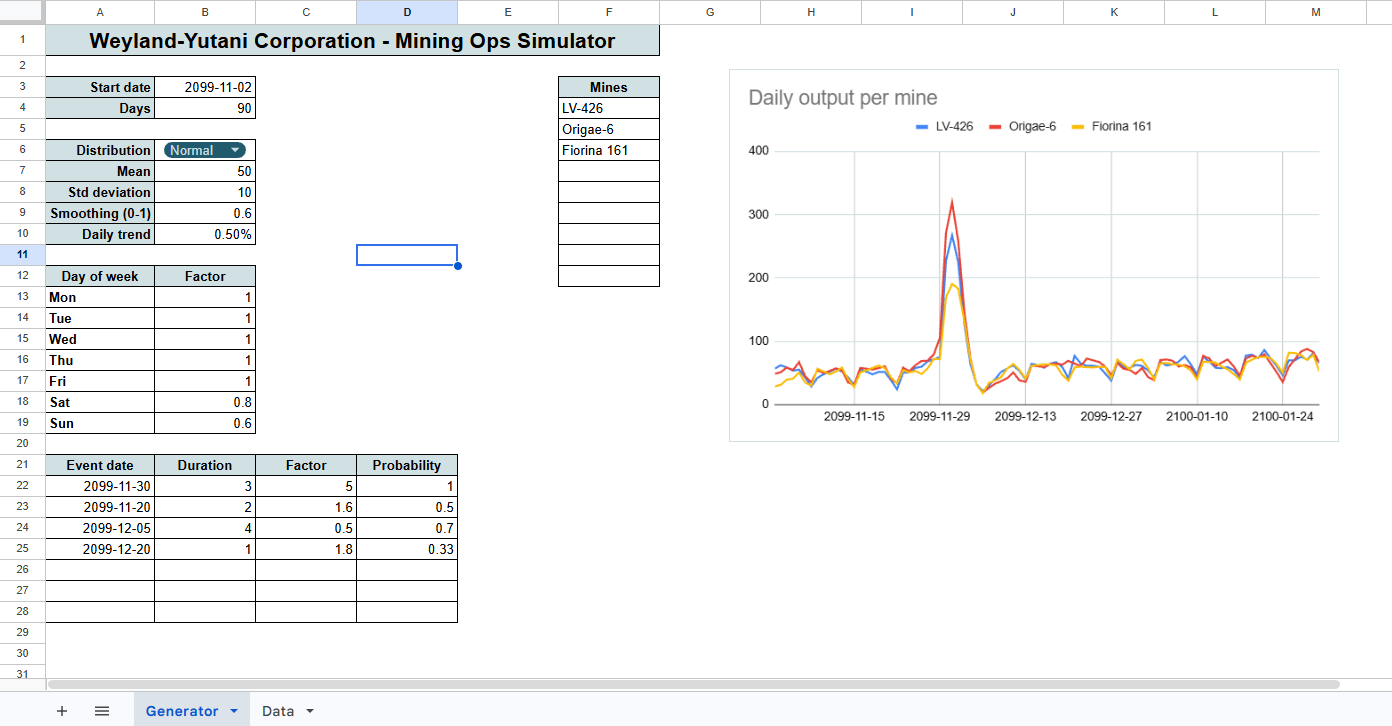 A B C D E F G H I J K L M
1 Weyland-Yutani Corporation - Mining Ops Simulator
2
3 Start date 2099-11-02 Mines
4 Days 90 LV-426
5 Origae-6
6 Distribution Normal Fiorina 161
7 Mean 50
8 Std deviation 10
9 Smoothing (0-1) 0.6
10 Daily trend 0.50%
11
12 Day of week Factor
13 Mon 1
14 Tue 1
15 Wed 1
16 Thu 1
17 Fri 1
18 Sat 0.8
19 Sun 0.6
20
21 Event date Duration Factor Probability
22 2099-11-30 3 5 1
23 2099-11-20 2 1.6 0.5
24 2099-12-05 4 0.5 0.7
25 2099-12-20 1 1.8 0.33
26
27
28
29
30
31
Daily output per mine
LV-426 Origae-6 Fiorina 161
400
300
200
100
0
2099-11-15 2099-11-29 2099-12-13 2099-12-27 2100-01-10 2100-01-24
+ Generator Data